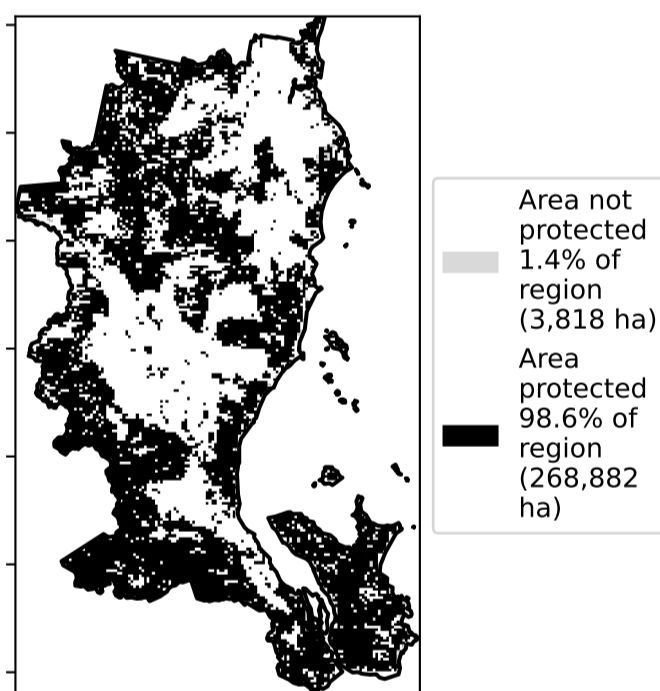 Area not
protected
1.4% of
region
(3,818 ha)
Area
protected
98.6% of
region
(268,882
ha)